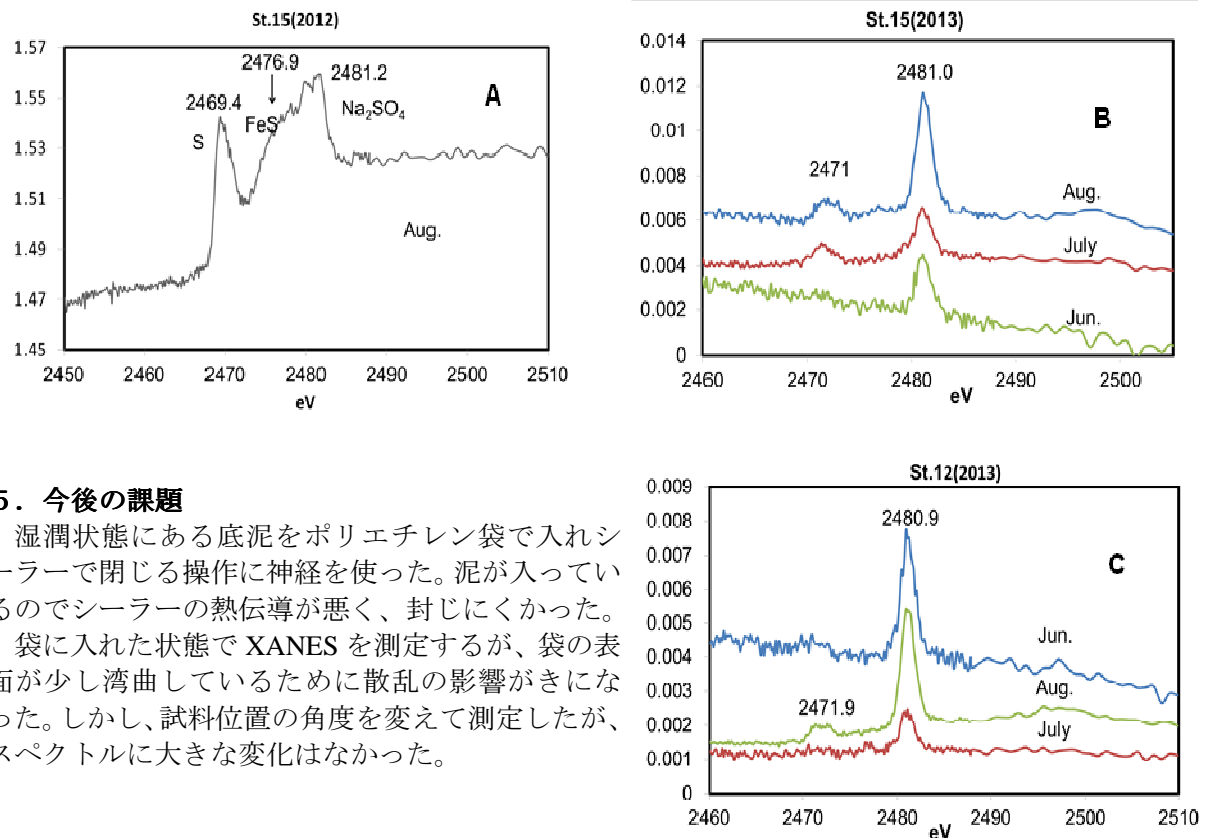 St.15(2012)
1.57
1.55
1.53
1.51
1.49
1.47
1.45
2476.9
2469.4
2481.2
S
FeS
Na₂SO₄
A
Aug.
2450 2460 2470 2480 2490 2500 2510
eV
St.15(2013)
0.014
0.012
0.01
0.008
0.006
0.004
0.002
0
2481.0
B
2471
Aug.
July
Jun.
2460 2470 2480 2490 2500
eV
5．今後の課題
湿潤状態にある底泥をポリエチレン袋で入れシ
ーラーで閉じる操作に神経を使った。泥が入ってい
るのでシーラーの熱伝導が悪く、封じにくかった。
袋に入れた状態で XANES を測定するが、袋の表
面が少し湾曲しているために散乱の影響がきにな
った。しかし、試料位置の角度を変えて測定したが、
スペクトルに大きな変化はなかった。
St.12(2013)
0.009
0.008
0.007
0.006
0.005
0.004
0.003
0.002
0.001
0
2480.9
C
Jun.
Aug.
2471.9
July
2460 2470 2480 2490 2500 2510
eV